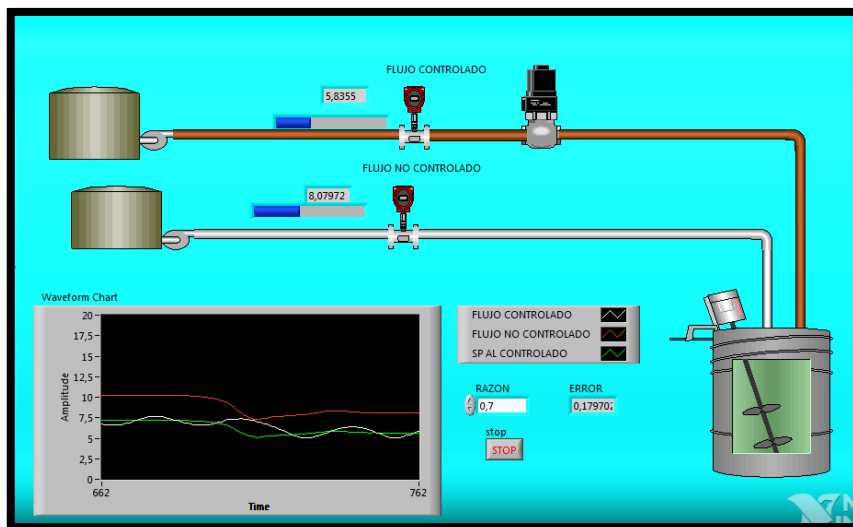 FLUJO CONTROLADO
5,8355
FLUJO NO CONTROLADO
8,07972
Waveform Chart
20
17,5
15
12,5
10
7,5
5
2,5
0
Amplitude
662
762
Time
FLUJO CONTROLADO
FLUJO NO CONTROLADO
SP AL CONTROLADO
RAZON
0,7
ERROR
0,179702
stop
STOP